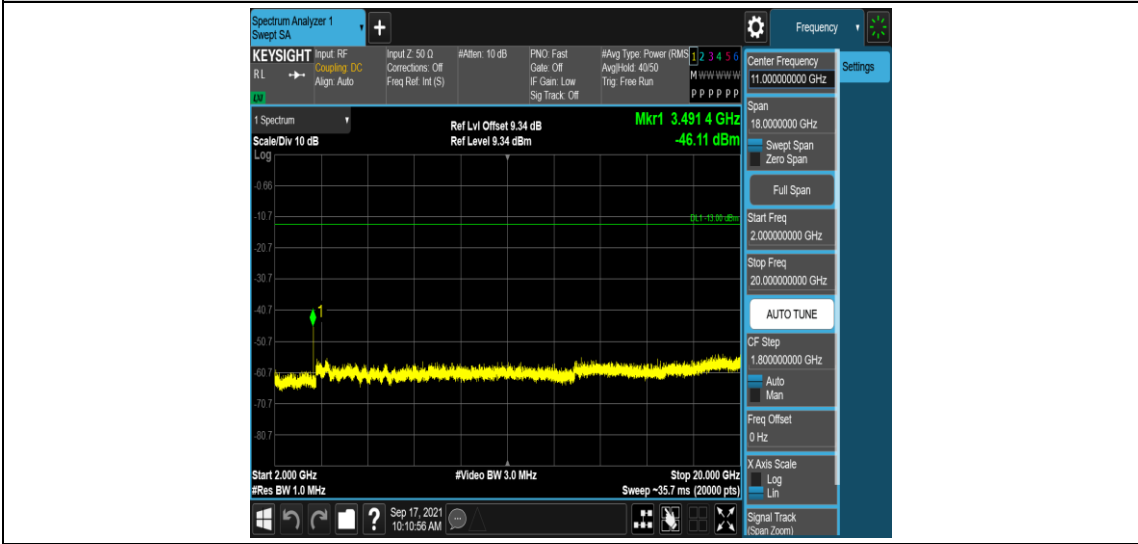 Spectrum Analyzer 1
Swept SA
+
Frequency
KEYSIGHT
RL
LNI
Input: RF
Coupling: DC
Align: Auto
Input Z: 50 Ω
Corrections: Off
Freq Ref: Int (S)
#Atten: 10 dB
PNO: Fast
Gate: Off
IF Gain: Low
Sig Track: Off
#Avg Type: Power (RMS
Avg|Hold: 40/50
Trig: Free Run
1 2 3 4 5 6
M W W W W W
P P P P P P
Center Frequency
11.000000000 GHz
Settings
Span
18.0000000 GHz
Swept Span
Zero Span
Full Span
Start Freq
2.000000000 GHz
Stop Freq
20.000000000 GHz
AUTO TUNE
CF Step
1.800000000 GHz
Auto
Man
Freq Offset
0 Hz
X Axis Scale
Log
Lin
Signal Track
(Span Zoom)
1 Spectrum
Scale/Div 10 dB
Log
Ref Lvl Offset 9.34 dB
Ref Level 9.34 dBm
Mkr1 3.491 4 GHz
-46.11 dBm
-0.66
-10.7
DL1 -13.00 dBm
-20.7
-30.7
-40.7
1
-50.7
-60.7
-70.7
-80.7
Start 2.000 GHz
#Video BW 3.0 MHz
Stop 20.000 GHz
#Res BW 1.0 MHz
Sweep ~35.7 ms (20000 pts)
?
Sep 17, 2021
10:10:56 AM